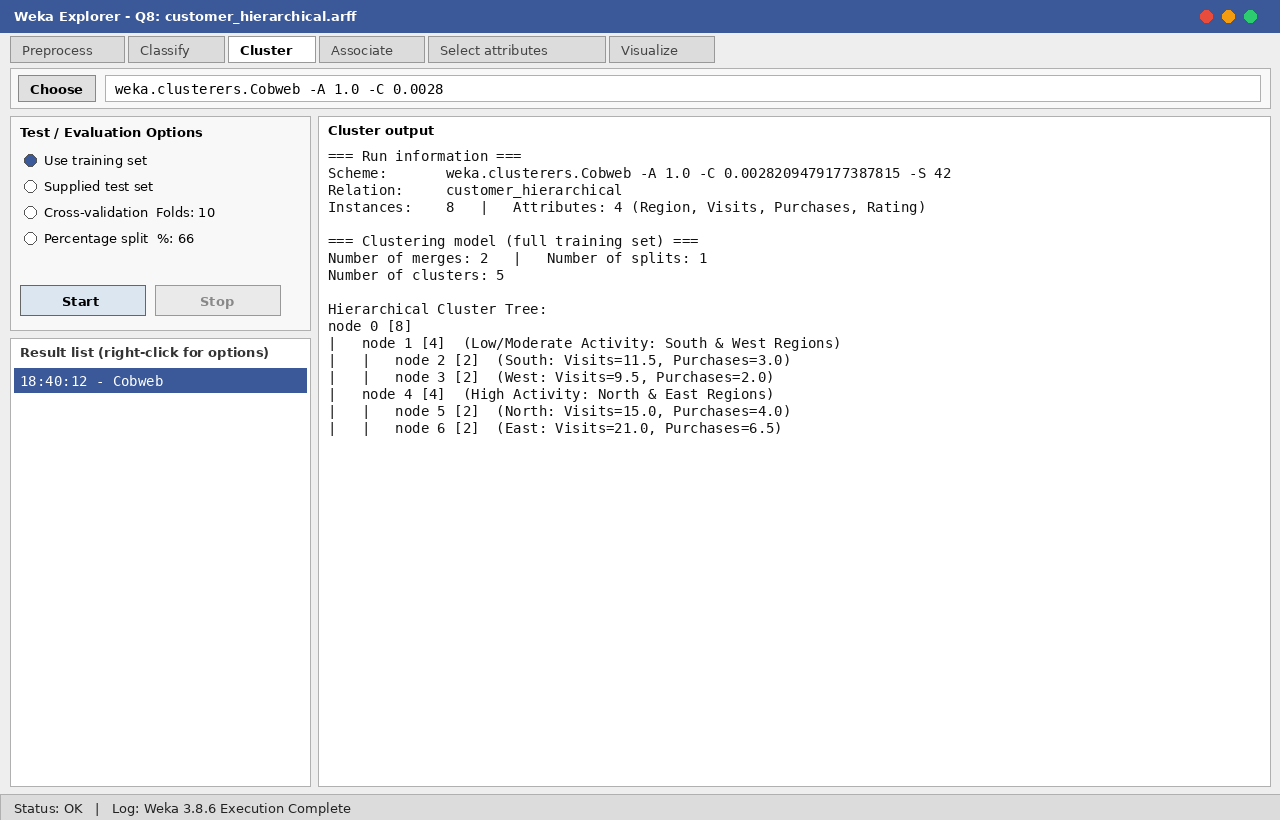 Weka Explorer - Q8: customer_hierarchical.arff
Preprocess Classify Cluster Associate Select attributes Visualize
Choose weka.clusterers.Cobweb -A 1.0 -C 0.0028
Test / Evaluation Options
Use training set
Supplied test set
Cross-validation  Folds: 10
Percentage split  %: 66
Start Stop
Result list (right-click for options)
18:40:12 - Cobweb
Cluster output
=== Run information ===
Scheme:       weka.clusterers.Cobweb -A 1.0 -C 0.0028209479177387815 -S 42
Relation:     customer_hierarchical
Instances:    8   |   Attributes: 4 (Region, Visits, Purchases, Rating)
=== Clustering model (full training set) ===
Number of merges: 2   |   Number of splits: 1
Number of clusters: 5
Hierarchical Cluster Tree:
node 0 [8]
|   node 1 [4]  (Low/Moderate Activity: South & West Regions)
|   |   node 2 [2]  (South: Visits=11.5, Purchases=3.0)
|   |   node 3 [2]  (West: Visits=9.5, Purchases=2.0)
|   node 4 [4]  (High Activity: North & East Regions)
|   |   node 5 [2]  (North: Visits=15.0, Purchases=4.0)
|   |   node 6 [2]  (East: Visits=21.0, Purchases=6.5)
Status: OK   |   Log: Weka 3.8.6 Execution Complete